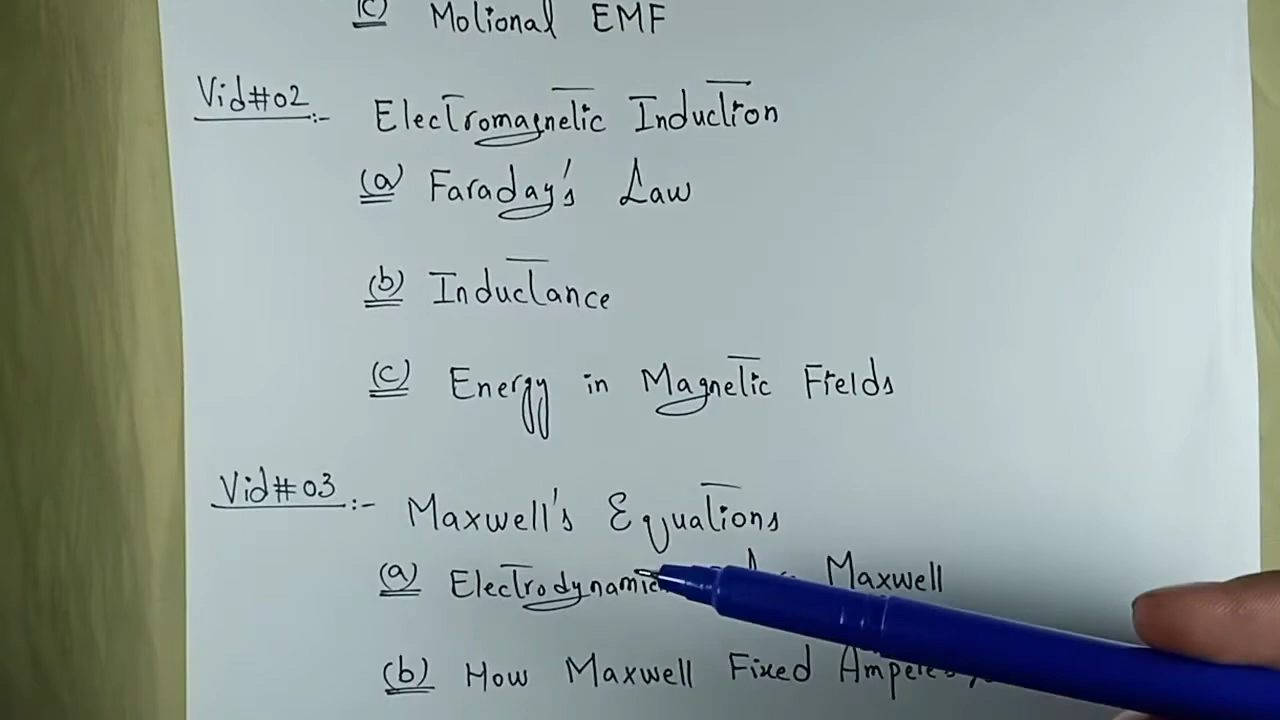 (c) Motional EMF
Vid#02:- Electromagnetic Induction
(a) Faraday's Law
(b) Inductance
(c) Energy in Magnetic Fields
Vid#03:- Maxwell's Equations
(a) Maxwell
(b) How Maxwell Fixed